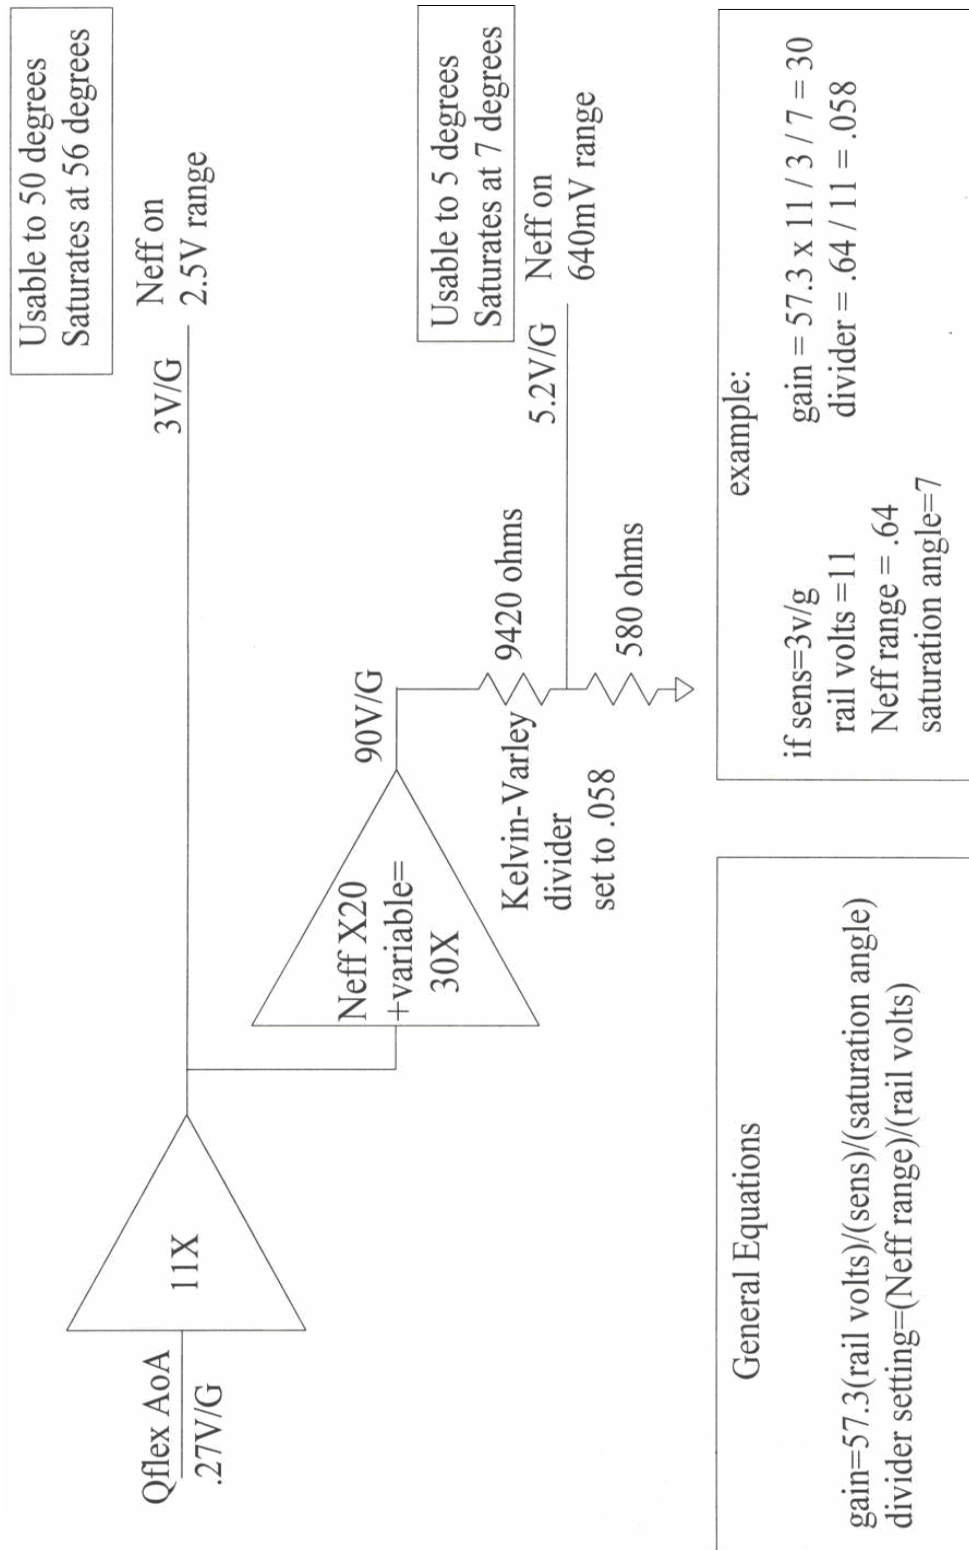 Usable to 50 degrees
Saturates at 56 degrees
Qflex AoA
.27V/G
11X
3V/G
Neff on
2.5V range
Neff X20
+variable=
30X
90V/G
Kelvin-Varley
divider
set to .058
9420 ohms
580 ohms
5.2V/G
Usable to 5 degrees
Saturates at 7 degrees
Neff on
640mV range
General Equations
gain=57.3(rail volts)/(sens)/(saturation angle)
divider setting=(Neff range)/(rail volts)
example:
if sens=3v/g
rail volts =11
Neff range = .64
saturation angle=7
gain = 57.3 x 11 / 3 / 7 = 30
divider = .64 / 11 = .058